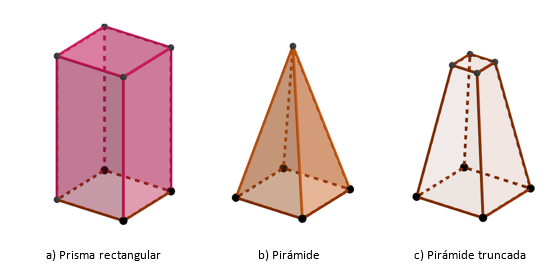 a) Prisma rectangular
b) Pirámide
c) Pirámide truncada